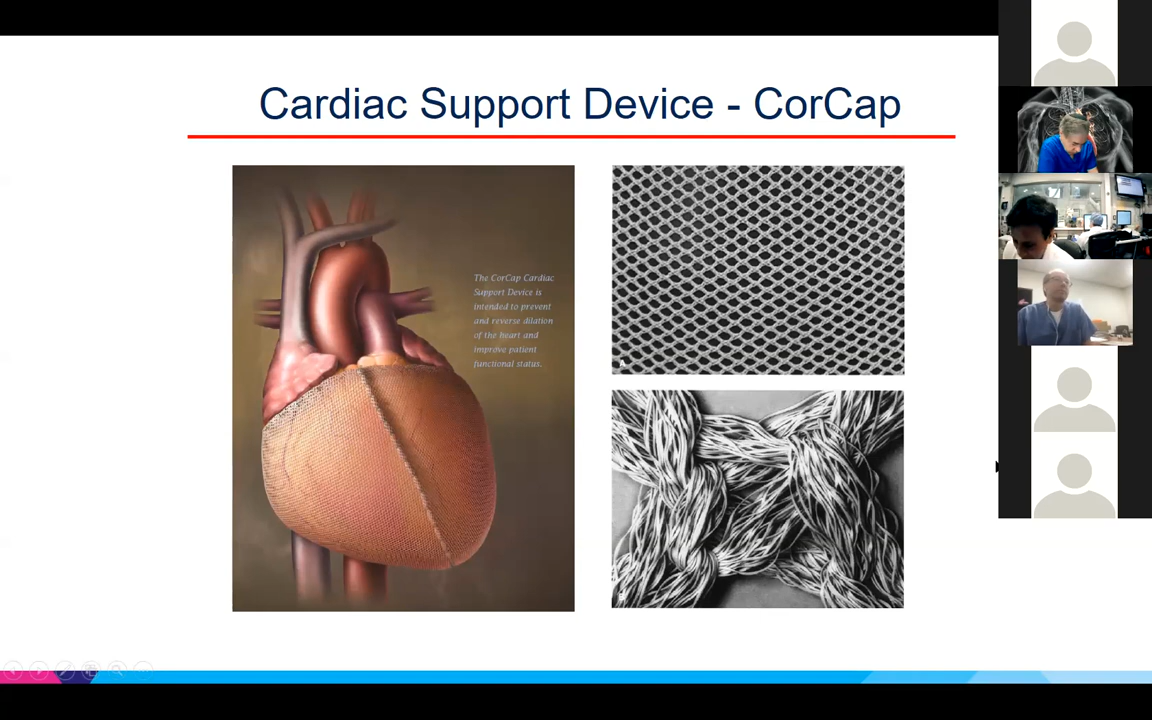 Cardiac Support Device - CorCap
The CorCap Cardiac
Support Device is
intended to prevent
and reverse dilation
of the heart and
improve patient
functional status.
A
B